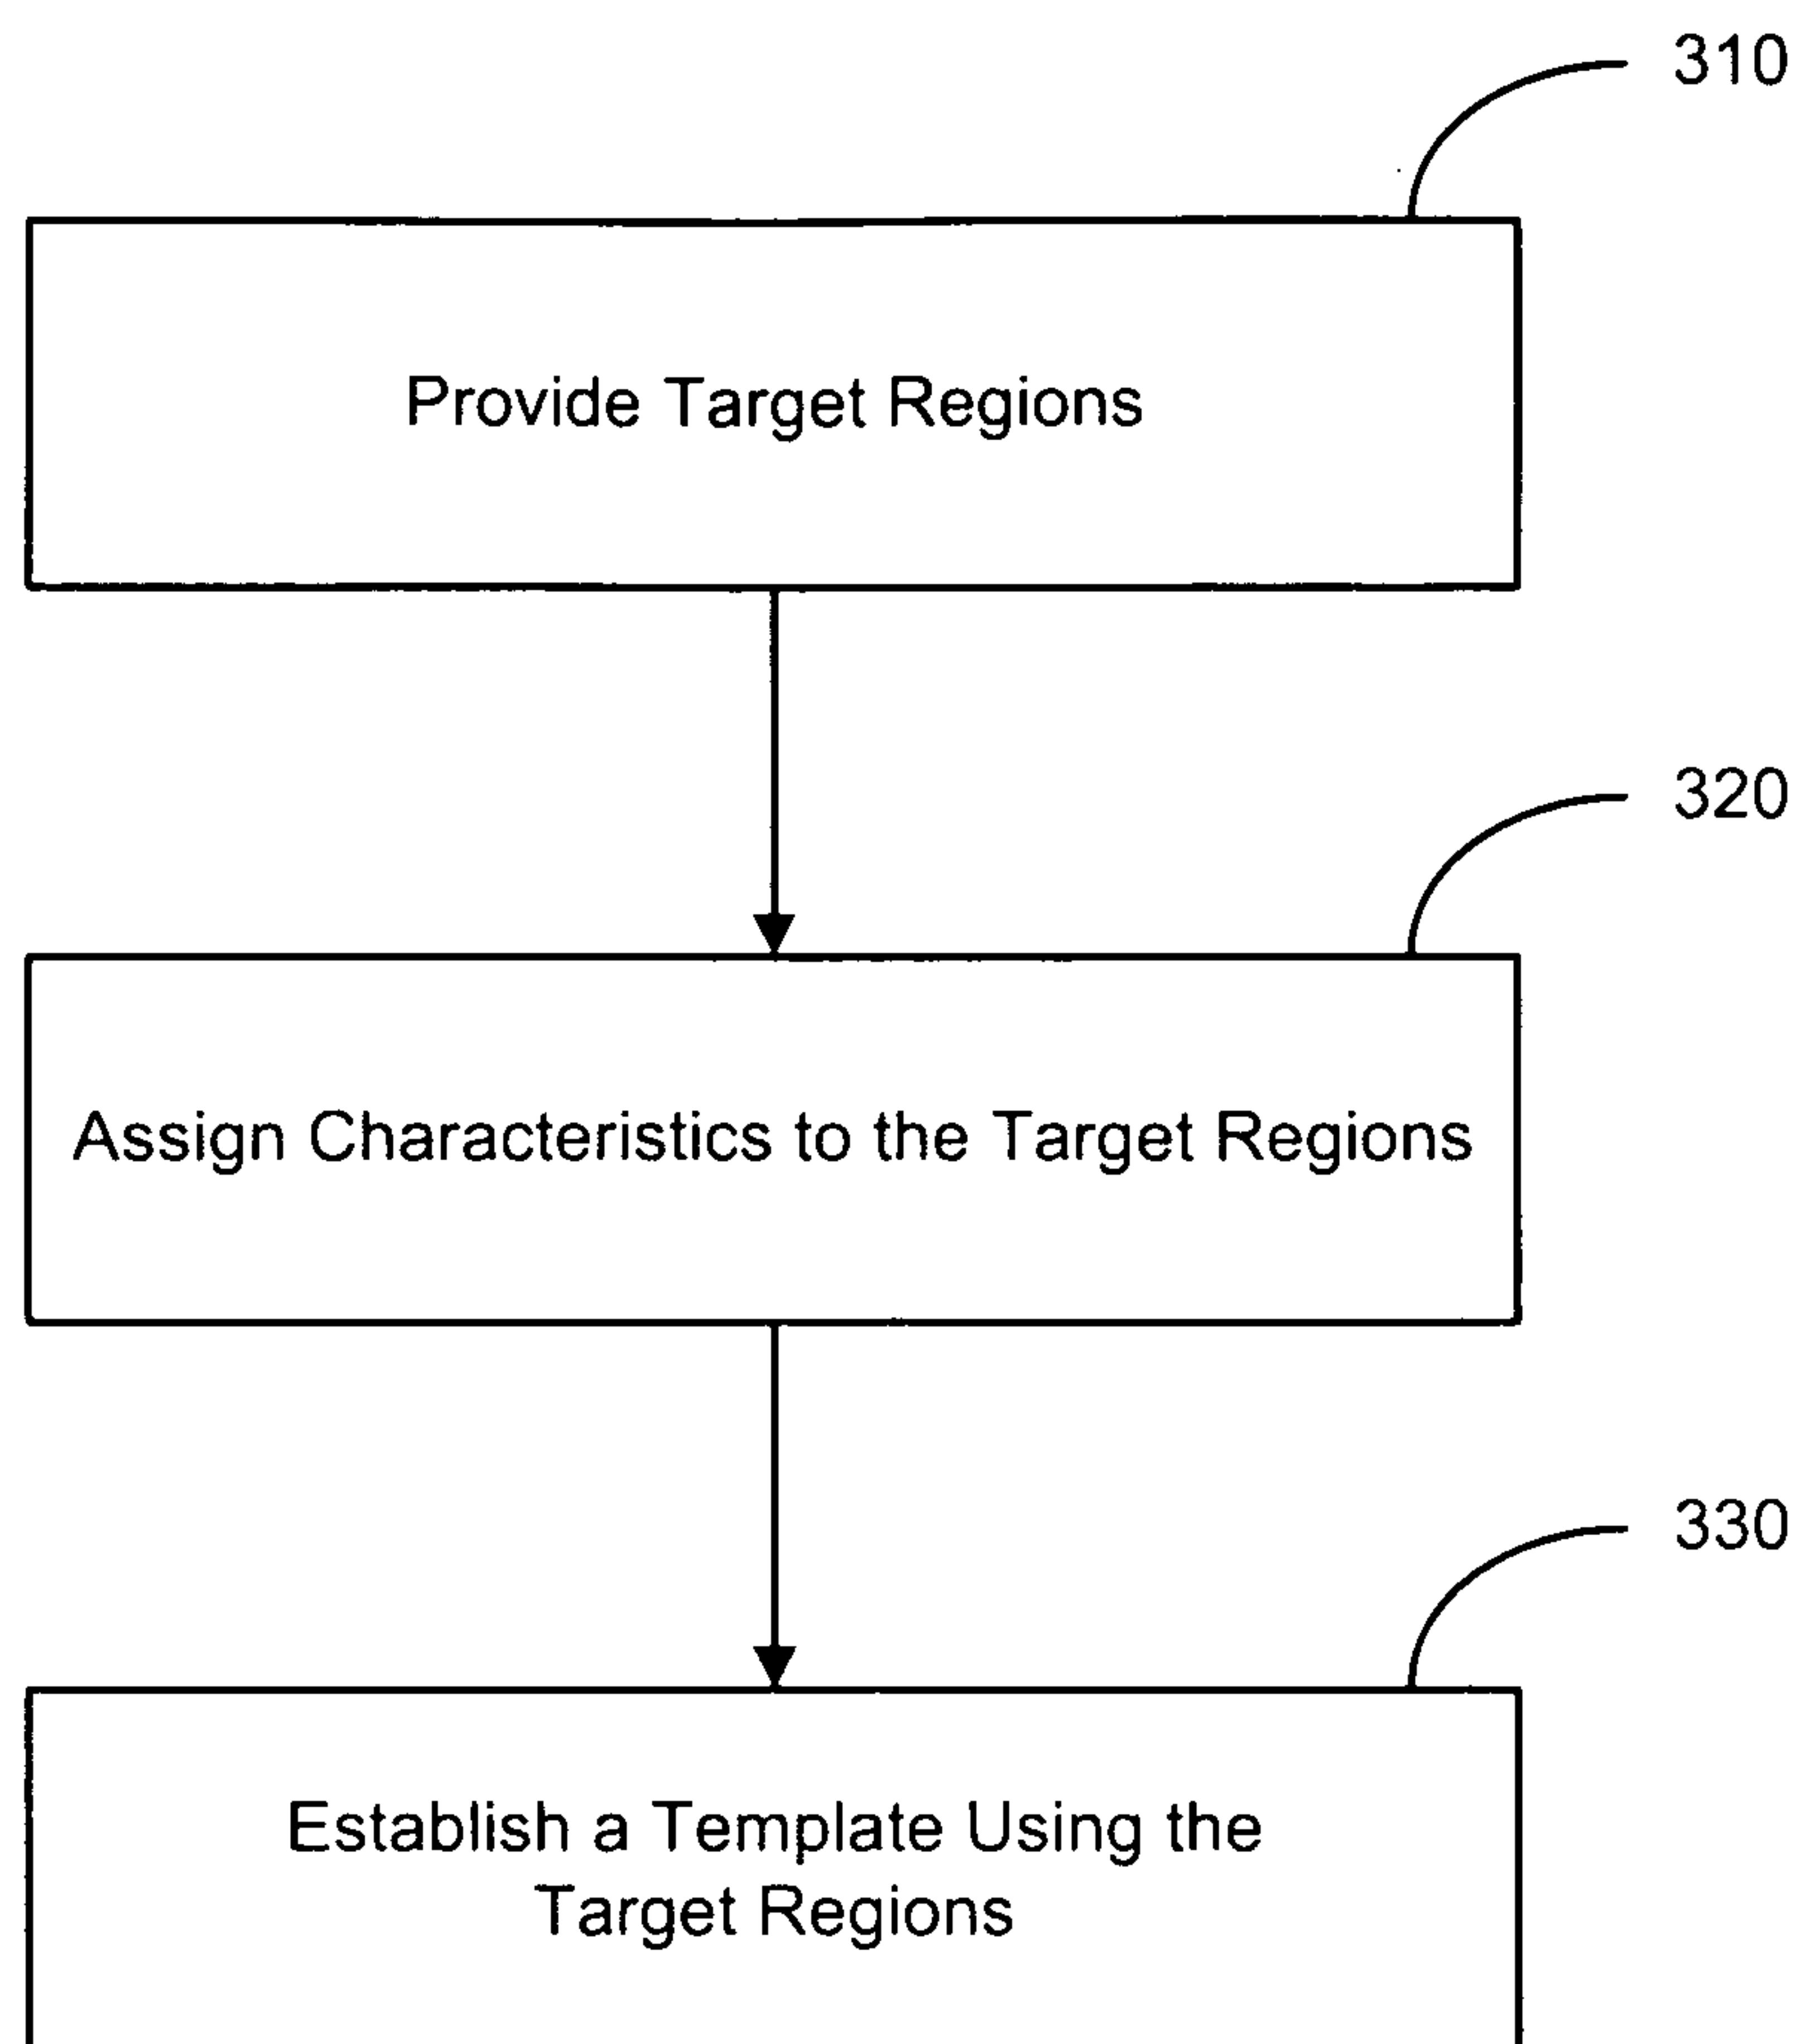 310
Provide Target Regions
320
Assign Characteristics to the Target Regions
330
Establish a Template Using the
Target Regions